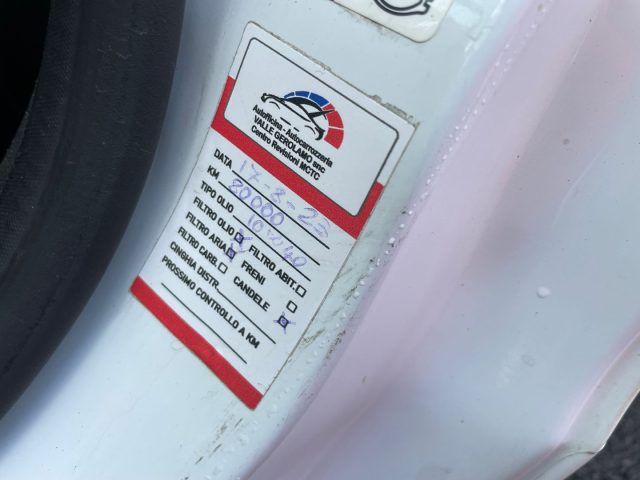 Autofficina - Autocarrozzeria
VALLE GEROLAMO snc
Centro Revisioni MCTC
DATA 17-8-23
KM 80000
TIPO OLIO 10W40
FILTRO OLIO FILTRO ABIT.
FILTRO ARIA FRENI
FILTRO CARB. CANDELE
CINGHIA DISTR.
PROSSIMO CONTROLLO A KM